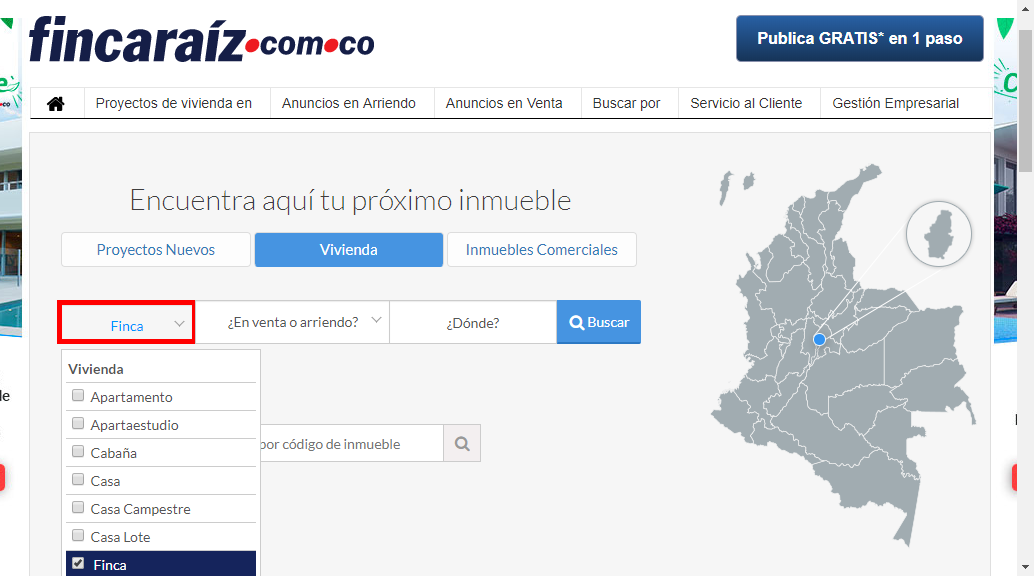 fincaraíz.com.co
Publica GRATIS* en 1 paso
Proyectos de vivienda en
Anuncios en Arriendo
Anuncios en Venta
Buscar por
Servicio al Cliente
Gestión Empresarial
Encuentra aquí tu próximo inmueble
Proyectos Nuevos
Vivienda
Inmuebles Comerciales
Finca
¿En venta o arriendo?
¿Dónde?
Buscar
Vivienda
Apartamento
Apartaestudio
Cabaña
Casa
Casa Campestre
Casa Lote
Finca
por código de inmueble